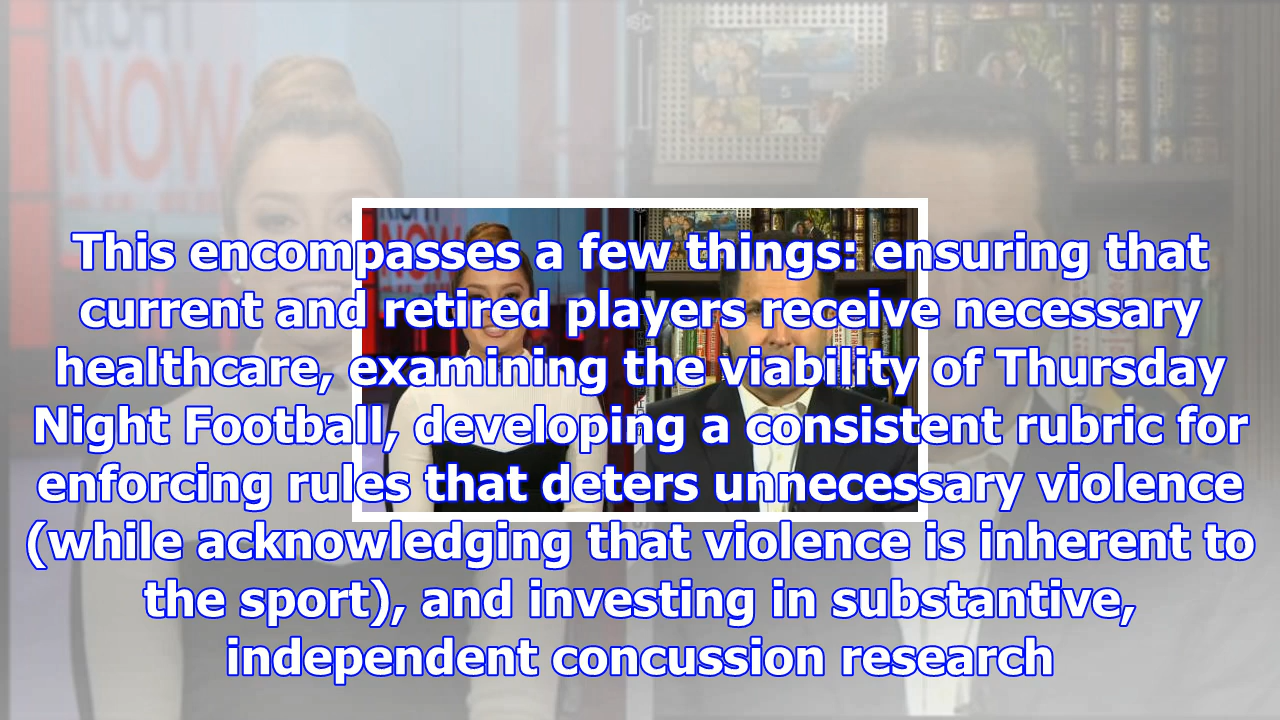 RIGHT
NOW
This encompasses a few things: ensuring that
current and retired players receive necessary
healthcare, examining the viability of Thursday
Night Football, developing a consistent rubric for
enforcing rules that deters unnecessary violence
(while acknowledging that violence is inherent to
the sport), and investing in substantive,
independent concussion research